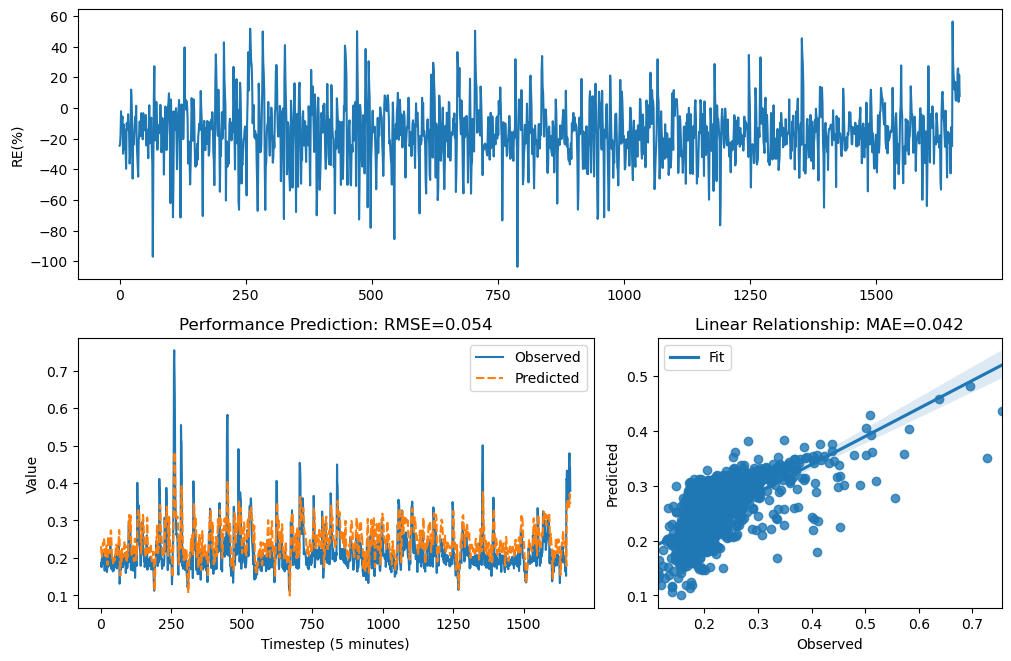 RE(%)
60
40
20
0
−20
−40
−60
−80
−100
0 250 500 750 1000 1250 1500
Performance Prediction: RMSE=0.054
Value
0.7
0.6
0.5
0.4
0.3
0.2
0.1
Observed
Predicted
0 250 500 750 1000 1250 1500
Timestep (5 minutes)
Linear Relationship: MAE=0.042
Predicted
0.5
0.4
0.3
0.2
0.1
Fit
0.2 0.3 0.4 0.5 0.6 0.7
Observed